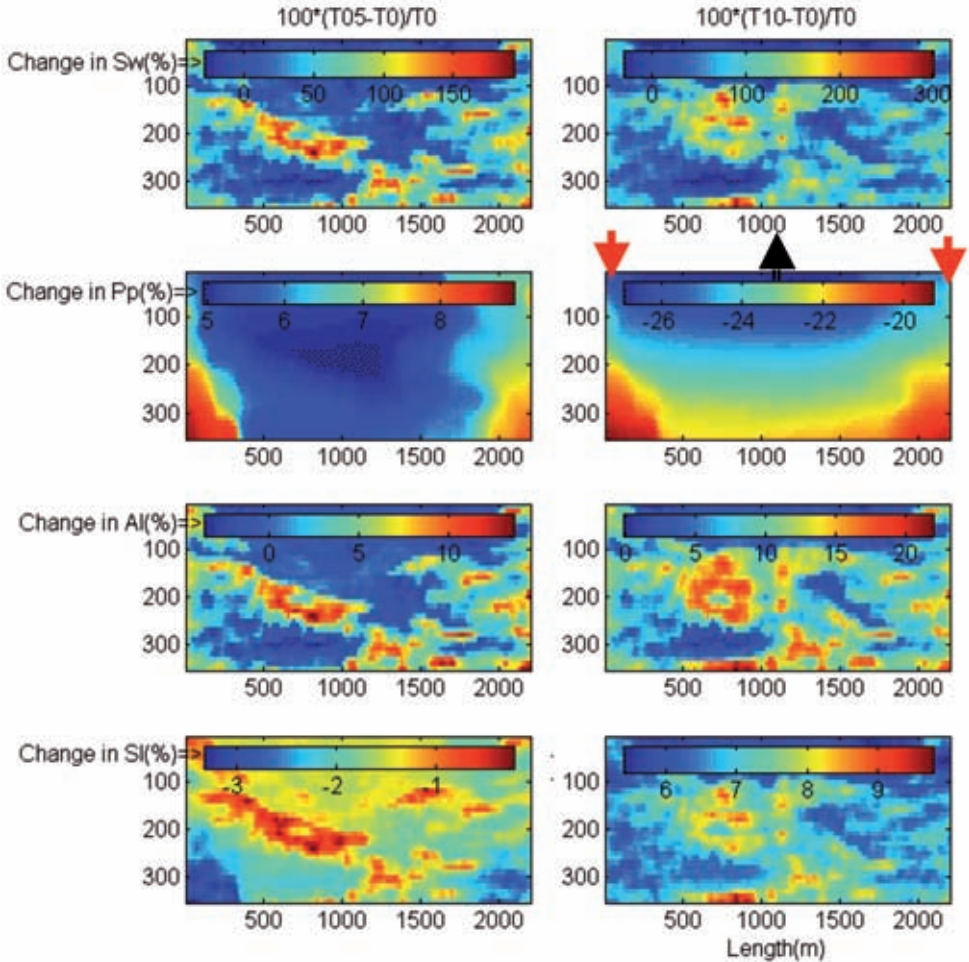 100*(T05-T0)/T0 100*(T10-T0)/T0
Change in Sw(%)=>
0 50 100 150
0 100 200 300
100 100
200 200
300 300
500 1000 1500 2000 500 1000 1500 2000
Change in Pp(%)=>
5 6 7 8
-26 -24 -22 -20
100 100
200 200
300 300
500 1000 1500 2000 500 1000 1500 2000
Change in AI(%)=>
0 5 10
0 5 10 15 20
100 100
200 200
300 300
500 1000 1500 2000 500 1000 1500 2000
Change in SI(%)=>
-3 -2 -1
6 7 8 9
100 100
200 200
300 300
500 1000 1500 2000 500 1000 1500 2000
Length(m)